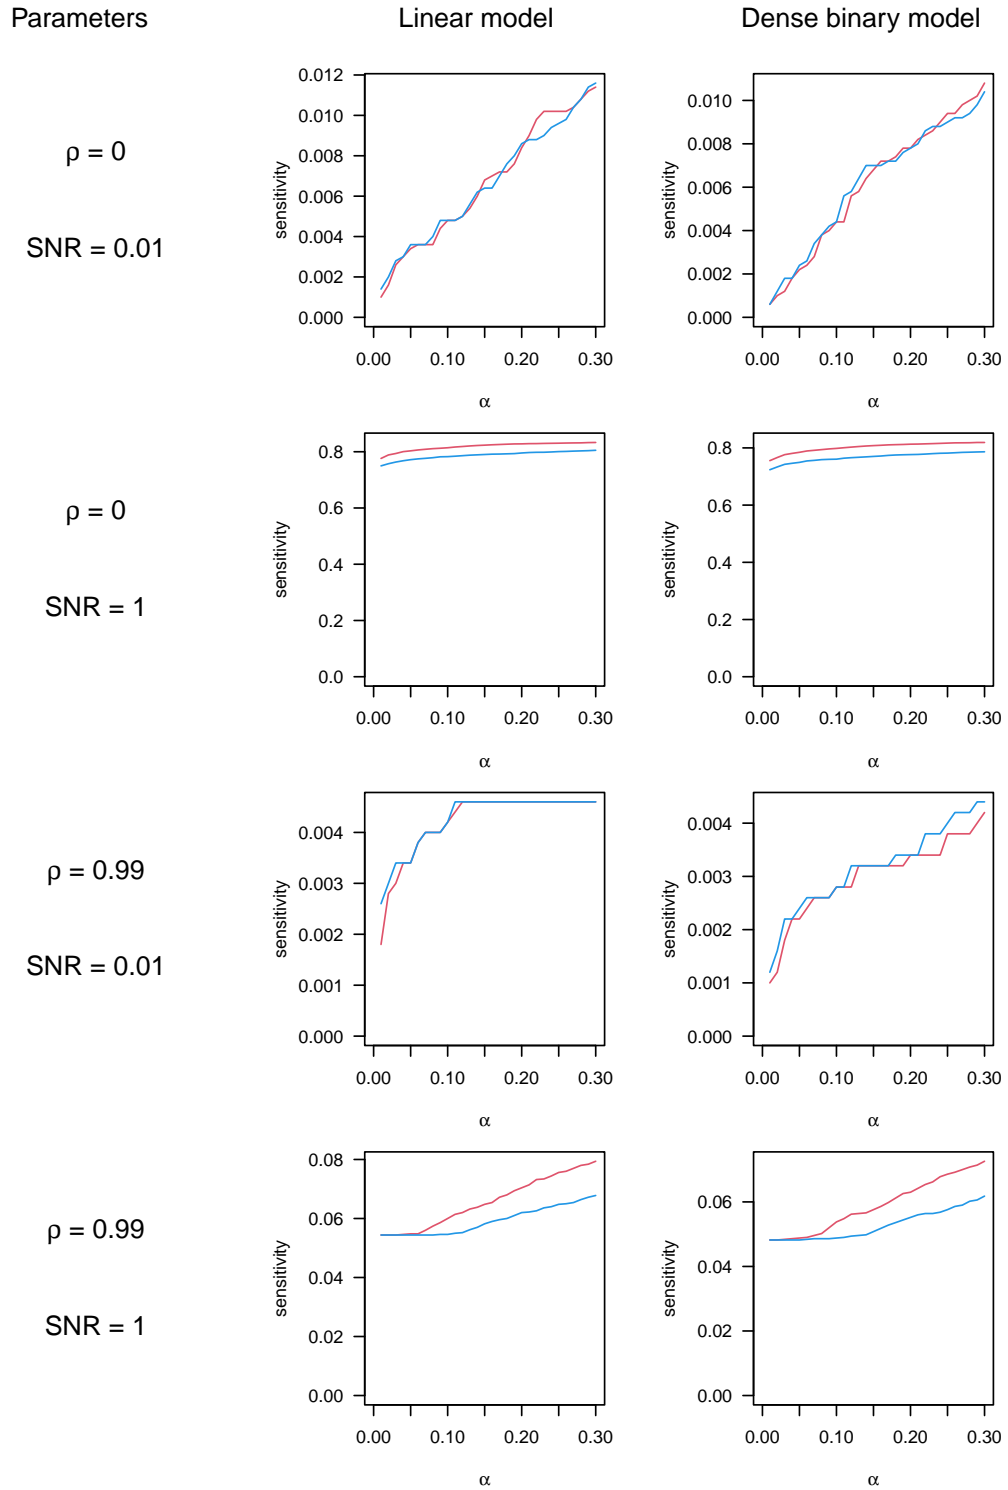 Parameters Linear model Dense binary model
ρ = 0
SNR = 0.01
sensitivity
0.012
0.010
0.008
0.006
0.004
0.002
0.000
0.00 0.10 0.20 0.30
α
sensitivity
0.010
0.008
0.006
0.004
0.002
0.000
0.00 0.10 0.20 0.30
α
ρ = 0
SNR = 1
sensitivity
0.8
0.6
0.4
0.2
0.0
0.00 0.10 0.20 0.30
α
sensitivity
0.8
0.6
0.4
0.2
0.0
0.00 0.10 0.20 0.30
α
ρ = 0.99
SNR = 0.01
sensitivity
0.004
0.003
0.002
0.001
0.000
0.00 0.10 0.20 0.30
α
sensitivity
0.004
0.003
0.002
0.001
0.000
0.00 0.10 0.20 0.30
α
ρ = 0.99
SNR = 1
sensitivity
0.08
0.06
0.04
0.02
0.00
0.00 0.10 0.20 0.30
α
sensitivity
0.06
0.04
0.02
0.00
0.00 0.10 0.20 0.30
α